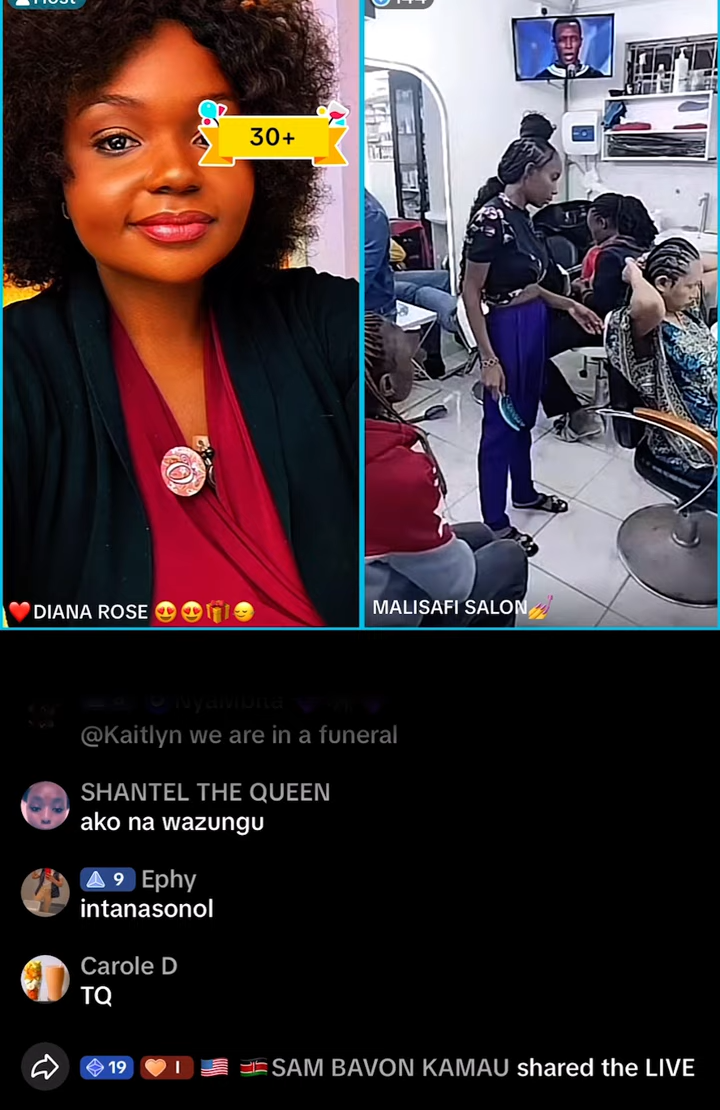 Host
30+
❤️DIANA ROSE 😍😍🎁😔
MALISAFI SALON💅
@Kaitlyn we are in a funeral
SHANTEL THE QUEEN
ako na wazungu
9 Ephy
intanasonol
Carole D
TQ
19 I 🇺🇸 🇰🇪SAM BAVON KAMAU shared the LIVE